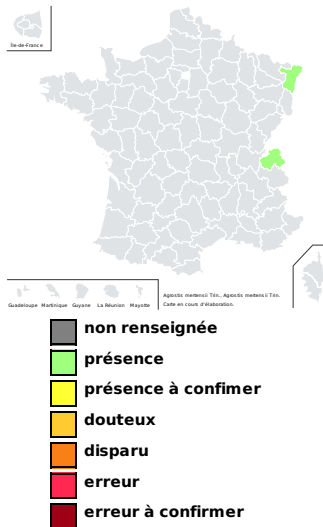 Île-de-France
Guadeloupe Martinique Guyane La Réunion Mayotte
Agrostis mertensii Trin., Agrostis mertensii Trin.
Carte en cours d'élaboration.
non renseignée
présence
présence à confimer
douteux
disparu
erreur
erreur à confirmer